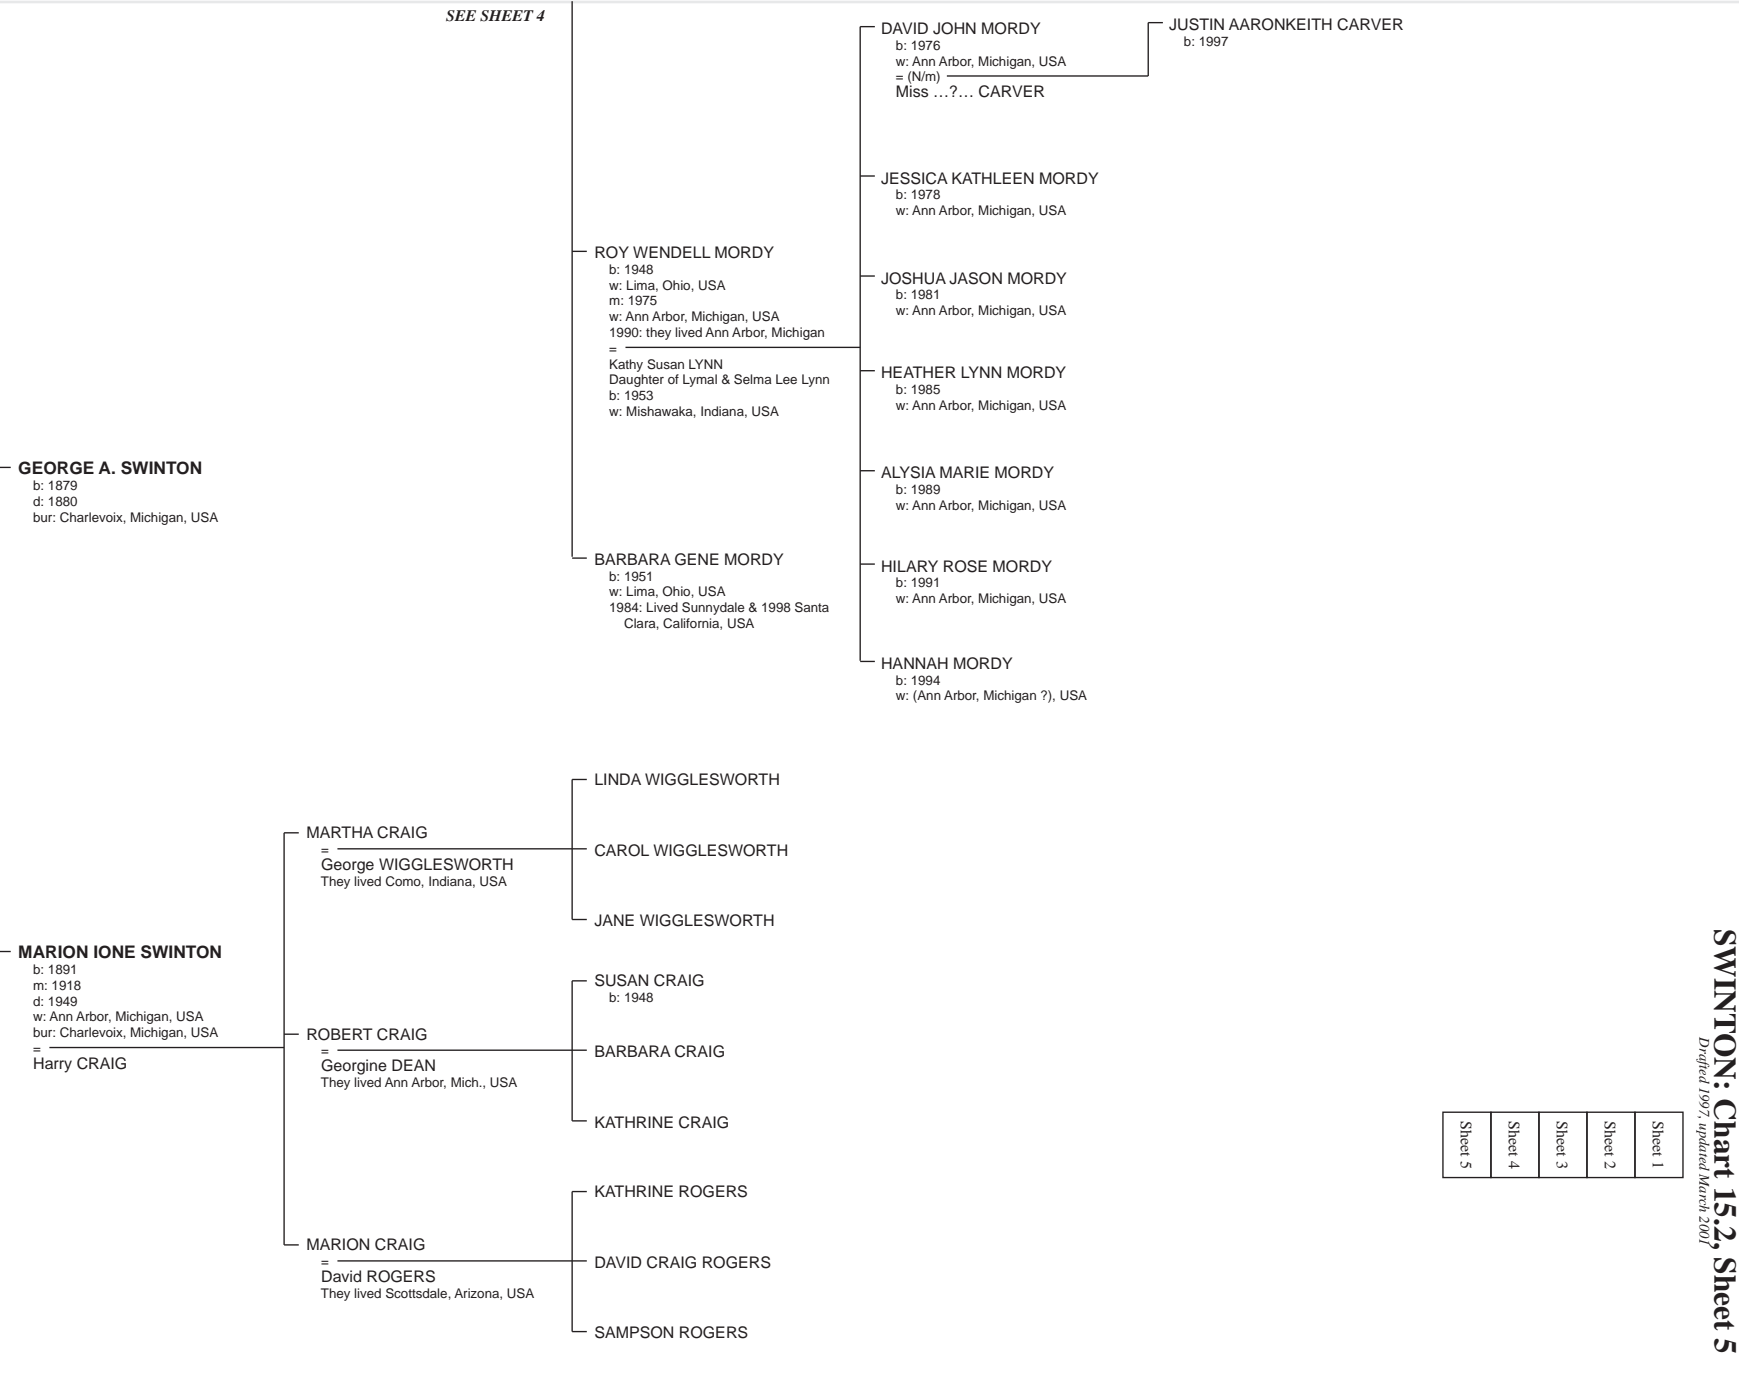 SEE SHEET 4
DAVID JOHN MORDY
b: 1976
w: Ann Arbor, Michigan, USA
= (N/m)
Miss …?… CARVER
JUSTIN AARONKEITH CARVER
b: 1997
JESSICA KATHLEEN MORDY
b: 1978
w: Ann Arbor, Michigan, USA
ROY WENDELL MORDY
b: 1948
w: Lima, Ohio, USA
m: 1975
w: Ann Arbor, Michigan, USA
1990: they lived Ann Arbor, Michigan
=
Kathy Susan LYNN
Daughter of Lymal & Selma Lee Lynn
b: 1953
w: Mishawaka, Indiana, USA
JOSHUA JASON MORDY
b: 1981
w: Ann Arbor, Michigan, USA
HEATHER LYNN MORDY
b: 1985
w: Ann Arbor, Michigan, USA
GEORGE A. SWINTON
b: 1879
d: 1880
bur: Charlevoix, Michigan, USA
ALYSIA MARIE MORDY
b: 1989
w: Ann Arbor, Michigan, USA
BARBARA GENE MORDY
b: 1951
w: Lima, Ohio, USA
1984: Lived Sunnydale & 1998 Santa
Clara, California, USA
HILARY ROSE MORDY
b: 1991
w: Ann Arbor, Michigan, USA
HANNAH MORDY
b: 1994
w: (Ann Arbor, Michigan ?), USA
LINDA WIGGLESWORTH
MARTHA CRAIG
=
George WIGGLESWORTH
They lived Como, Indiana, USA
CAROL WIGGLESWORTH
JANE WIGGLESWORTH
MARION IONE SWINTON
b: 1891
m: 1918
d: 1949
w: Ann Arbor, Michigan, USA
bur: Charlevoix, Michigan, USA
=
Harry CRAIG
SUSAN CRAIG
b: 1948
ROBERT CRAIG
=
Georgine DEAN
They lived Ann Arbor, Mich., USA
BARBARA CRAIG
KATHRINE CRAIG
KATHRINE ROGERS
MARION CRAIG
=
David ROGERS
They lived Scottsdale, Arizona, USA
DAVID CRAIG ROGERS
SAMPSON ROGERS
SWINTON: Chart 15.2, Sheet 5
Drafted 1997, updated March 2001
Sheet 1
Sheet 2
Sheet 3
Sheet 4
Sheet 5